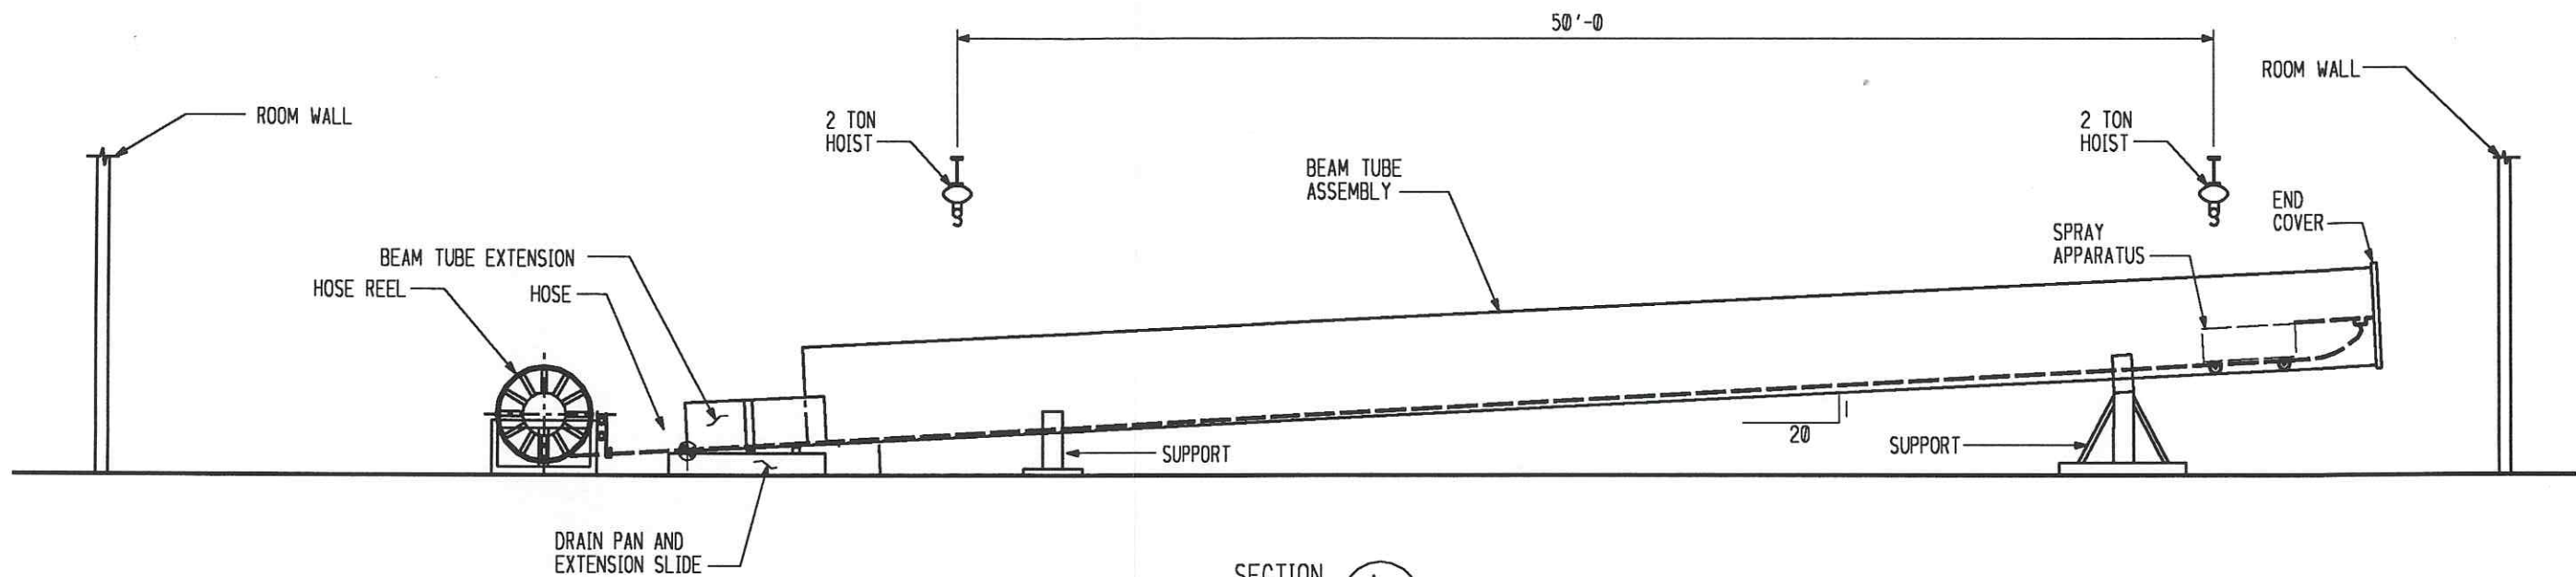 50'-0
ROOM WALL
ROOM WALL
2 TON
HOIST
2 TON
HOIST
BEAM TUBE
ASSEMBLY
END
COVER
SPRAY
APPARATUS
BEAM TUBE EXTENSION
HOSE REEL
HOSE
1
20
SUPPORT
SUPPORT
DRAIN PAN AND
EXTENSION SLIDE
SECTION